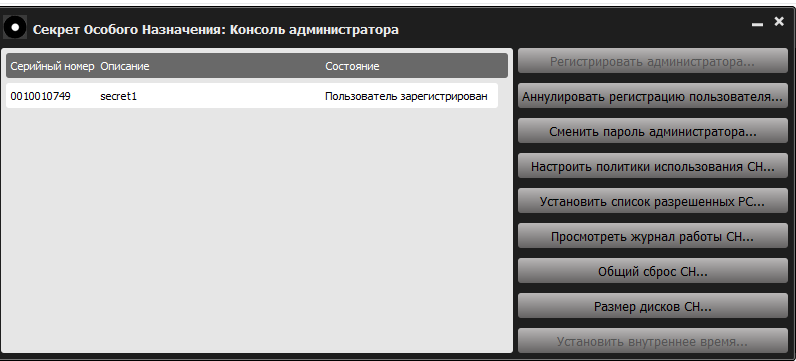 Секрет Особого Назначения: Консоль администратора
Серийный номер Описание Состояние
0010010749 secret1 Пользователь зарегистрирован
Регистрировать администратора...
Аннулировать регистрацию пользователя...
Сменить пароль администратора...
Настроить политики использования СН...
Установить список разрешенных РС...
Просмотреть журнал работы СН...
Общий сброс СН...
Размер дисков СН...
Установить внутреннее время...